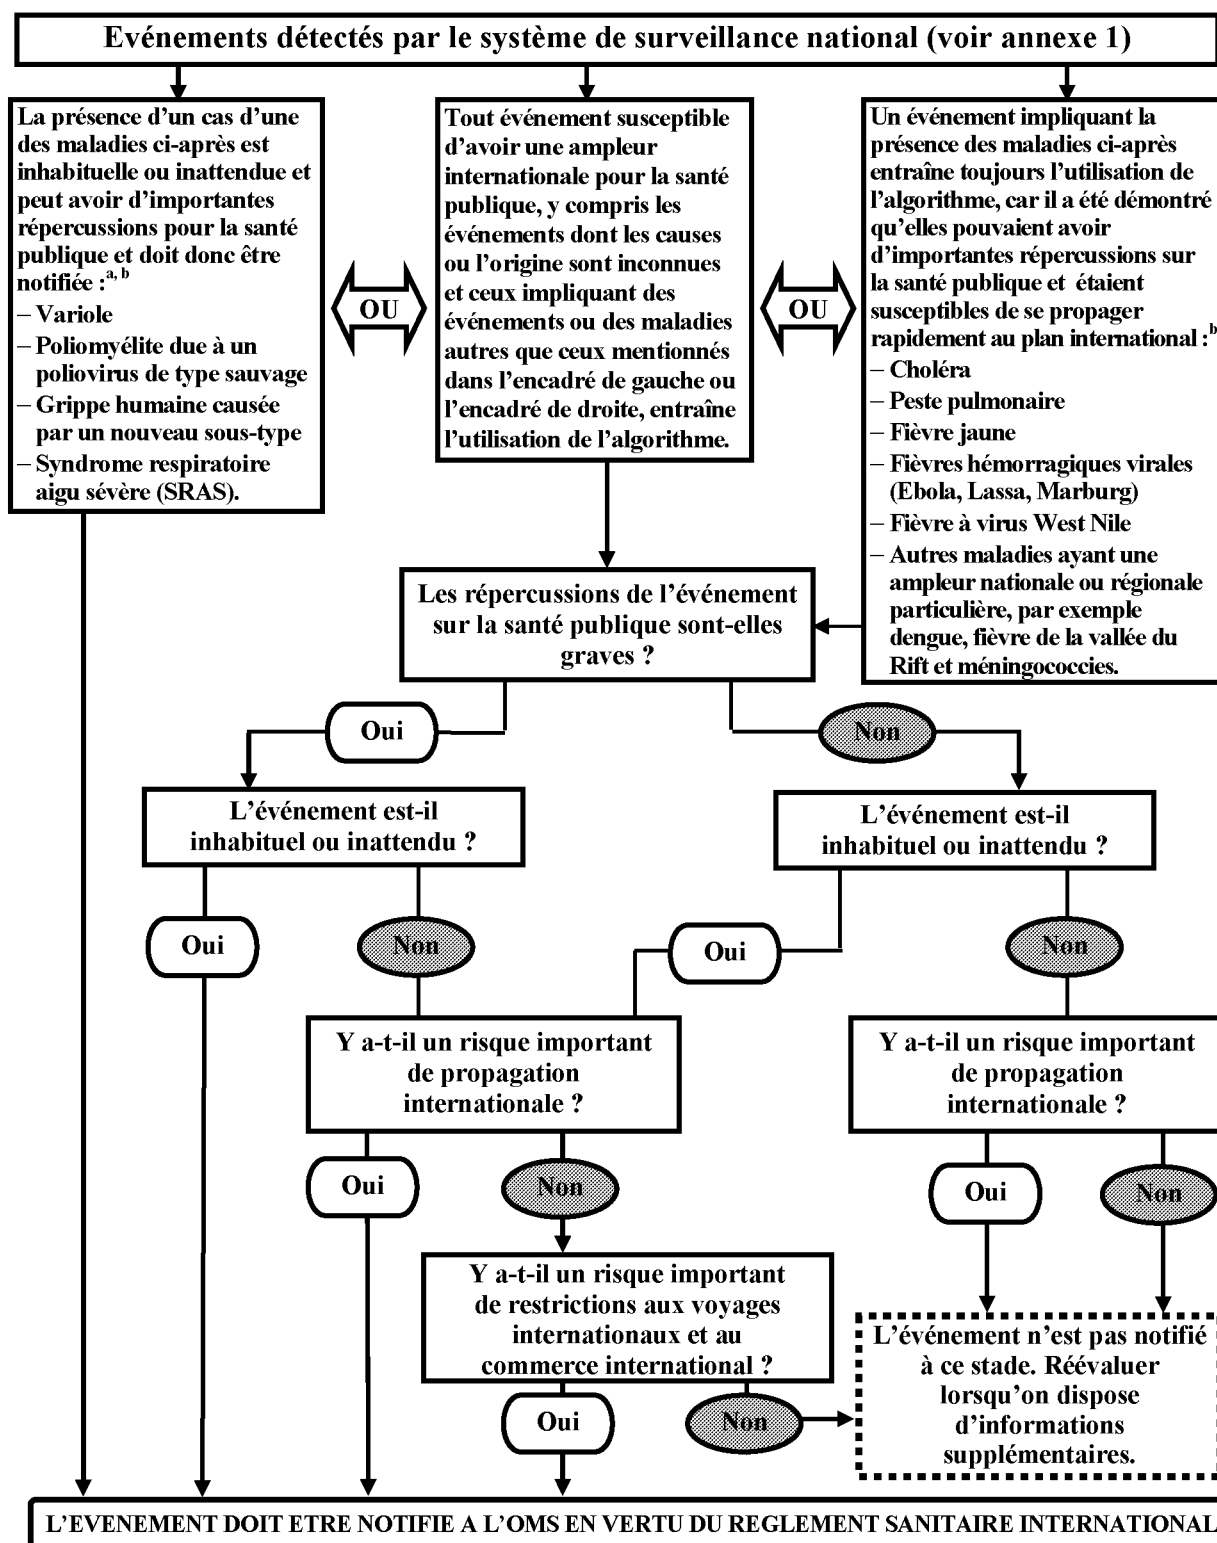 Evénements détectés par le système de surveillance national (voir annexe 1)
La présence d'un cas d'une
des maladies ci-après est
inhabituelle ou inattendue et
peut avoir d'importantes
répercussions pour la santé
publique et doit donc être
notifiée :a, b
– Variole
– Poliomyélite due à un
poliovirus de type sauvage
– Grippe humaine causée
par un nouveau sous-type
– Syndrome respiratoire
aigu sévère (SRAS).
OU
Tout événement susceptible
d'avoir une ampleur
internationale pour la santé
publique, y compris les
événements dont les causes
ou l'origine sont inconnues
et ceux impliquant des
événements ou des maladies
autres que ceux mentionnés
dans l'encadré de gauche ou
l'encadré de droite, entraîne
l'utilisation de l'algorithme.
OU
Un événement impliquant la
présence des maladies ci-après
entraîne toujours l'utilisation de
l'algorithme, car il a été démontré
qu'elles pouvaient avoir
d'importantes répercussions sur
la santé publique et étaient
susceptibles de se propager
rapidement au plan international :b
– Choléra
– Peste pulmonaire
– Fièvre jaune
– Fièvres hémorragiques virales
(Ebola, Lassa, Marburg)
– Fièvre à virus West Nile
– Autres maladies ayant une
ampleur nationale ou régionale
particulière, par exemple
dengue, fièvre de la vallée du
Rift et méningococcies.
Les répercussions de l'événement
sur la santé publique sont-elles
graves ?
Oui
Non
L'événement est-il
inhabituel ou inattendu ?
L'événement est-il
inhabituel ou inattendu ?
Oui
Non
Oui
Non
Y a-t-il un risque important
de propagation
internationale ?
Y a-t-il un risque important
de propagation
internationale ?
Oui
Non
Oui
Non
Y a-t-il un risque important
de restrictions aux voyages
internationaux et au
commerce international ?
L'événement n'est pas notifié
à ce stade. Réévaluer
lorsqu'on dispose
d'informations
supplémentaires.
Oui
Non
L'EVENEMENT DOIT ETRE NOTIFIE A L'OMS EN VERTU DU REGLEMENT SANITAIRE INTERNATIONAL